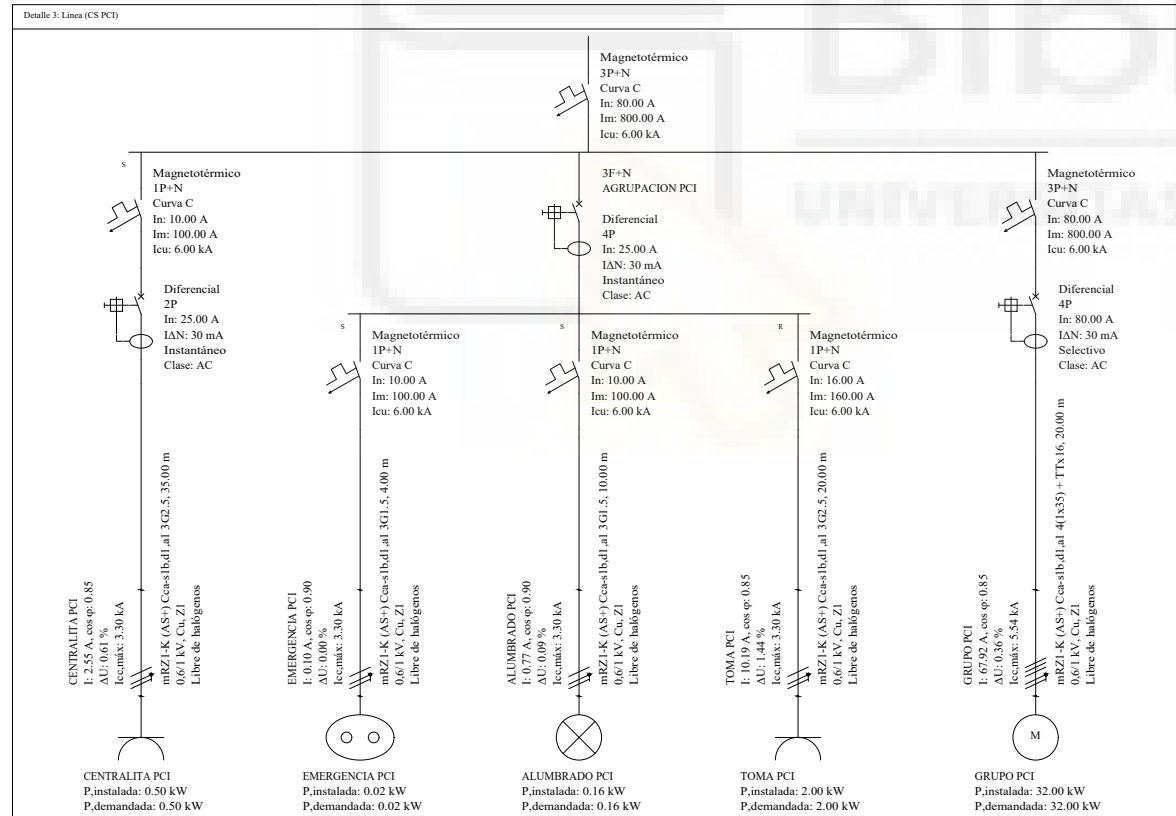 Detalle 3: Linea (CS PCI)
BIBI
UNIVERSITAS
Magnetotérmico
3P+N
Curva C
In: 80.00 A
Im: 800.00 A
Icu: 6.00 kA
S
Magnetotérmico
1P+N
Curva C
In: 10.00 A
Im: 100.00 A
Icu: 6.00 kA
Diferencial
2P
In: 25.00 A
IΔN: 30 mA
Instantáneo
Clase: AC
3F+N
AGRUPACION PCI
Diferencial
4P
In: 25.00 A
IΔN: 30 mA
Instantáneo
Clase: AC
Magnetotérmico
3P+N
Curva C
In: 80.00 A
Im: 800.00 A
Icu: 6.00 kA
Diferencial
4P
In: 80.00 A
IΔN: 30 mA
Selectivo
Clase: AC
S
Magnetotérmico
1P+N
Curva C
In: 10.00 A
Im: 100.00 A
Icu: 6.00 kA
S
Magnetotérmico
1P+N
Curva C
In: 10.00 A
Im: 100.00 A
Icu: 6.00 kA
R
Magnetotérmico
1P+N
Curva C
In: 16.00 A
Im: 160.00 A
Icu: 6.00 kA
CENTRALITA PCI
I: 2.55 A, cos φ: 0.85
ΔU: 0.61 %
Icc,máx: 3.30 kA
mRZ1-K (AS+) Cca-s1b,d1,a1 3G2.5, 35.00 m
0,6/1 kV, Cu, Z1
Libre de halógenos
EMERGENCIA PCI
I: 0.10 A, cos φ: 0.90
ΔU: 0.00 %
Icc,máx: 3.30 kA
mRZ1-K (AS+) Cca-s1b,d1,a1 3G1.5, 4.00 m
0,6/1 kV, Cu, Z1
Libre de halógenos
ALUMBRADO PCI
I: 0.77 A, cos φ: 0.90
ΔU: 0.09 %
Icc,máx: 3.30 kA
mRZ1-K (AS+) Cca-s1b,d1,a1 3G1.5, 10.00 m
0,6/1 kV, Cu, Z1
Libre de halógenos
TOMA PCI
I: 10.19 A, cos φ: 0.85
ΔU: 1.44 %
Icc,máx: 3.30 kA
mRZ1-K (AS+) Cca-s1b,d1,a1 3G2.5, 20.00 m
0,6/1 kV, Cu, Z1
Libre de halógenos
GRUPO PCI
I: 67.92 A, cos φ: 0.85
ΔU: 0.36 %
Icc,máx: 5.54 kA
mRZ1-K (AS+) Cca-s1b,d1,a1 4(1x35) + TTx16, 20.00 m
0,6/1 kV, Cu, Z1
Libre de halógenos
M
CENTRALITA PCI
P,instalada: 0.50 kW
P,demandada: 0.50 kW
EMERGENCIA PCI
P,instalada: 0.02 kW
P,demandada: 0.02 kW
ALUMBRADO PCI
P,instalada: 0.16 kW
P,demandada: 0.16 kW
TOMA PCI
P,instalada: 2.00 kW
P,demandada: 2.00 kW
GRUPO PCI
P,instalada: 32.00 kW
P,demandada: 32.00 kW